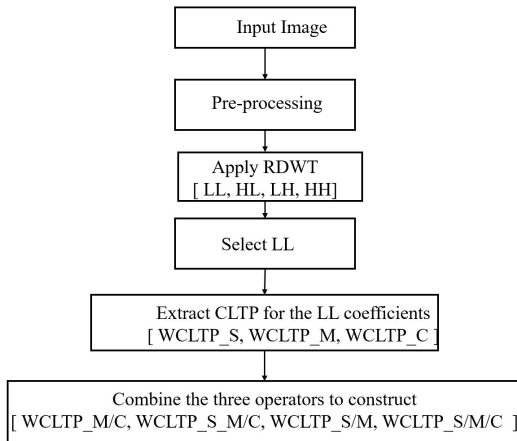 Input Image
Pre-processing
Apply RDWT
[ LL, HL, LH, HH]
Select LL
Extract CLTP for the LL coefficients
[ WCLTP_S, WCLTP_M, WCLTP_C ]
Combine the three operators to construct
[ WCLTP_M/C, WCLTP_S_M/C, WCLTP_S/M, WCLTP_S/M/C ]